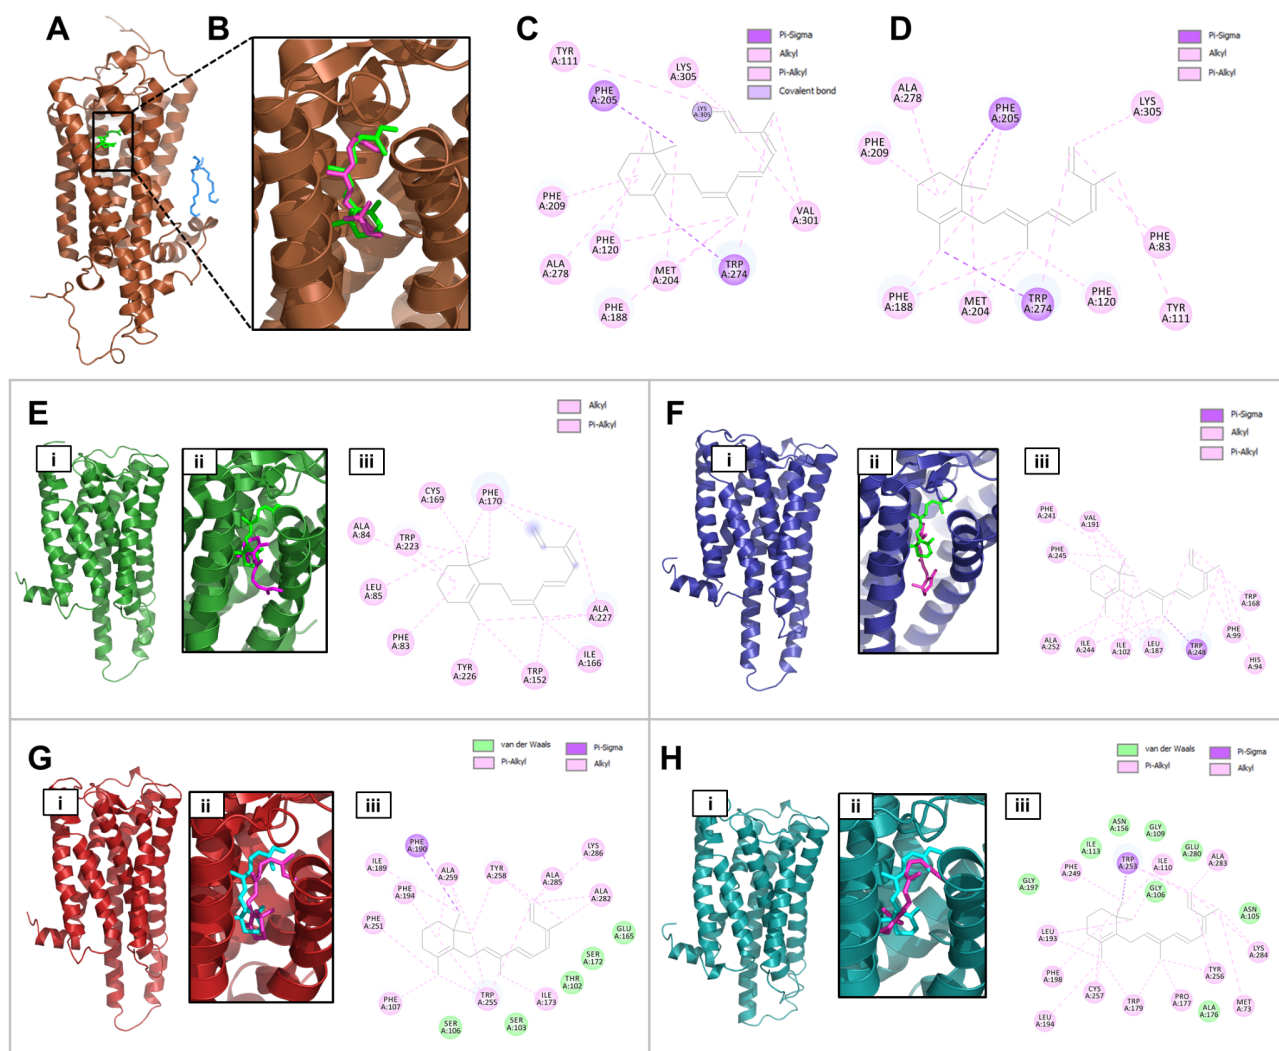 A
B
C
Pi-Sigma
Alkyl
Pi-Alkyl
Covalent bond
TYR
A:111
LYS
A:305
PHE
A:205
LYS
A:305
PHE
A:209
PHE
A:120
ALA
A:278
MET
A:204
TRP
A:274
VAL
A:301
PHE
A:188
D
Pi-Sigma
Alkyl
Pi-Alkyl
ALA
A:278
PHE
A:205
LYS
A:305
PHE
A:209
PHE
A:83
PHE
A:188
MET
A:204
TRP
A:274
PHE
A:120
TYR
A:111
E
i
ii
iii
Alkyl
Pi-Alkyl
CYS
A:169
PHE
A:170
ALA
A:84
TRP
A:223
LEU
A:85
PHE
A:83
ALA
A:227
TYR
A:226
TRP
A:152
ILE
A:166
F
i
ii
iii
Pi-Sigma
Alkyl
Pi-Alkyl
PHE
A:241
VAL
A:191
PHE
A:245
TRP
A:168
PHE
A:99
ALA
A:252
ILE
A:244
ILE
A:102
LEU
A:187
TRP
A:248
HIS
A:94
G
i
ii
iii
van der Waals
Pi-Alkyl
Pi-Sigma
Alkyl
PHE
A:190
ILE
A:189
ALA
A:259
TYR
A:258
LYS
A:286
PHE
A:194
ALA
A:285
ALA
A:282
PHE
A:251
GLU
A:165
SER
A:172
THR
A:102
PHE
A:107
TRP
A:255
ILE
A:173
SER
A:106
SER
A:103
H
i
ii
iii
van der Waals
Pi-Alkyl
Pi-Sigma
Alkyl
ASN
A:156
GLY
A:109
ILE
A:113
GLU
A:280
PHE
A:249
TRP
A:253
ILE
A:110
ALA
A:283
GLY
A:197
GLY
A:106
ASN
A:105
LEU
A:193
LYS
A:284
PHE
A:198
TYR
A:256
CYS
A:257
TRP
A:179
PRO
A:177
ALA
A:176
MET
A:73
LEU
A:194